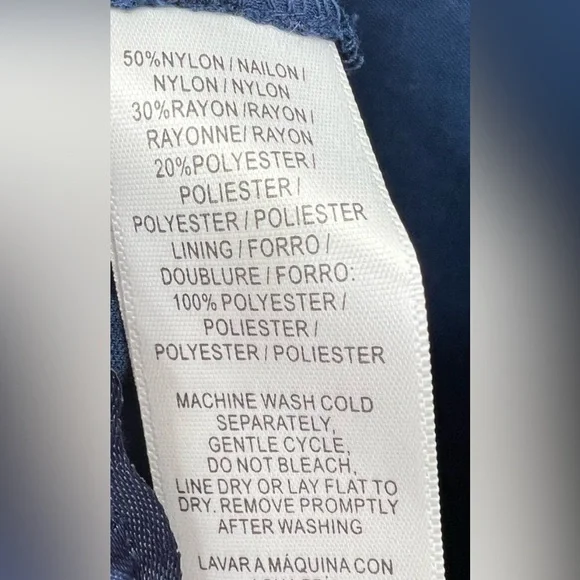 50%NYLON/NAILON/
NYLON/NYLON
30%RAYON/RAYON/
RAYONNE/RAYON
20%POLYESTER/
POLIESTER/
POLYESTER/POLIESTER
LINING/FORRO/
DOUBLURE/FORRO:
100% POLYESTER/
POLIESTER/
POLYESTER/POLIESTER
MACHINE WASH COLD
SEPARATELY,
GENTLE CYCLE,
DO NOT BLEACH,
LINE DRY OR LAY FLAT TO
DRY. REMOVE PROMPTLY
AFTER WASHING
LAVAR A MÁQUINA CON